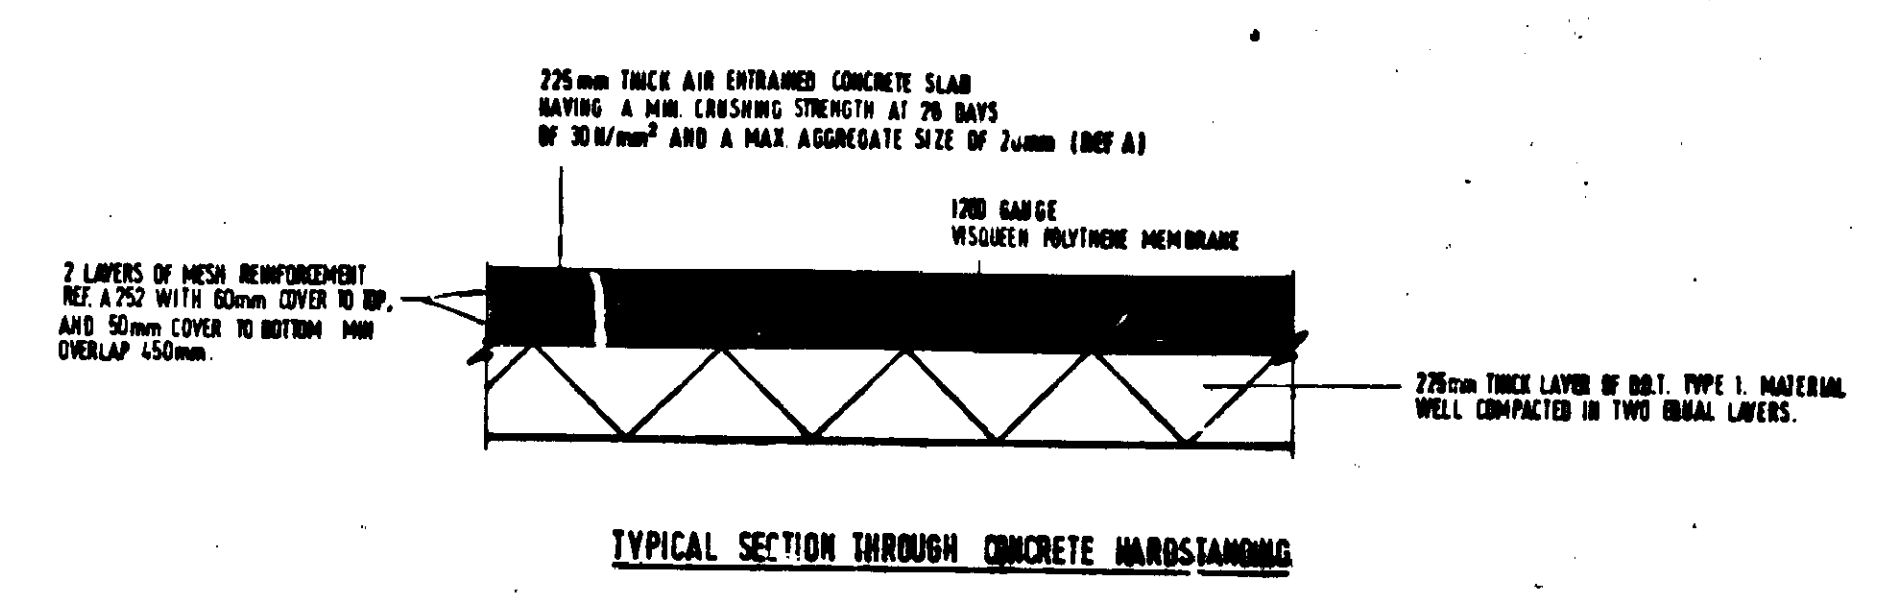 225mm THICK AIR ENTRAINED CONCRETE SLAB
HAVING A MIN. CRUSHING STRENGTH AT 28 DAYS
OF 30N/mm² AND A MAX. AGGREGATE SIZE OF (REF A)
1200 GAUGE
VISQUEEN POLYTHENE MEMBRANE
2 LAYERS OF MESH REINFORCEMENT
REF. A252 WITH 60mm COVER TO TOP,
AND 50mm COVER TO BOTTOM MIN
OVERLAP 450mm.
225mm THICK LAYER OF D.O.T. TYPE 1. MATERIAL
WELL COMPACTED IN TWO EQUAL LAYERS.
TYPICAL SECTION THROUGH CONCRETE HARDSTANDING